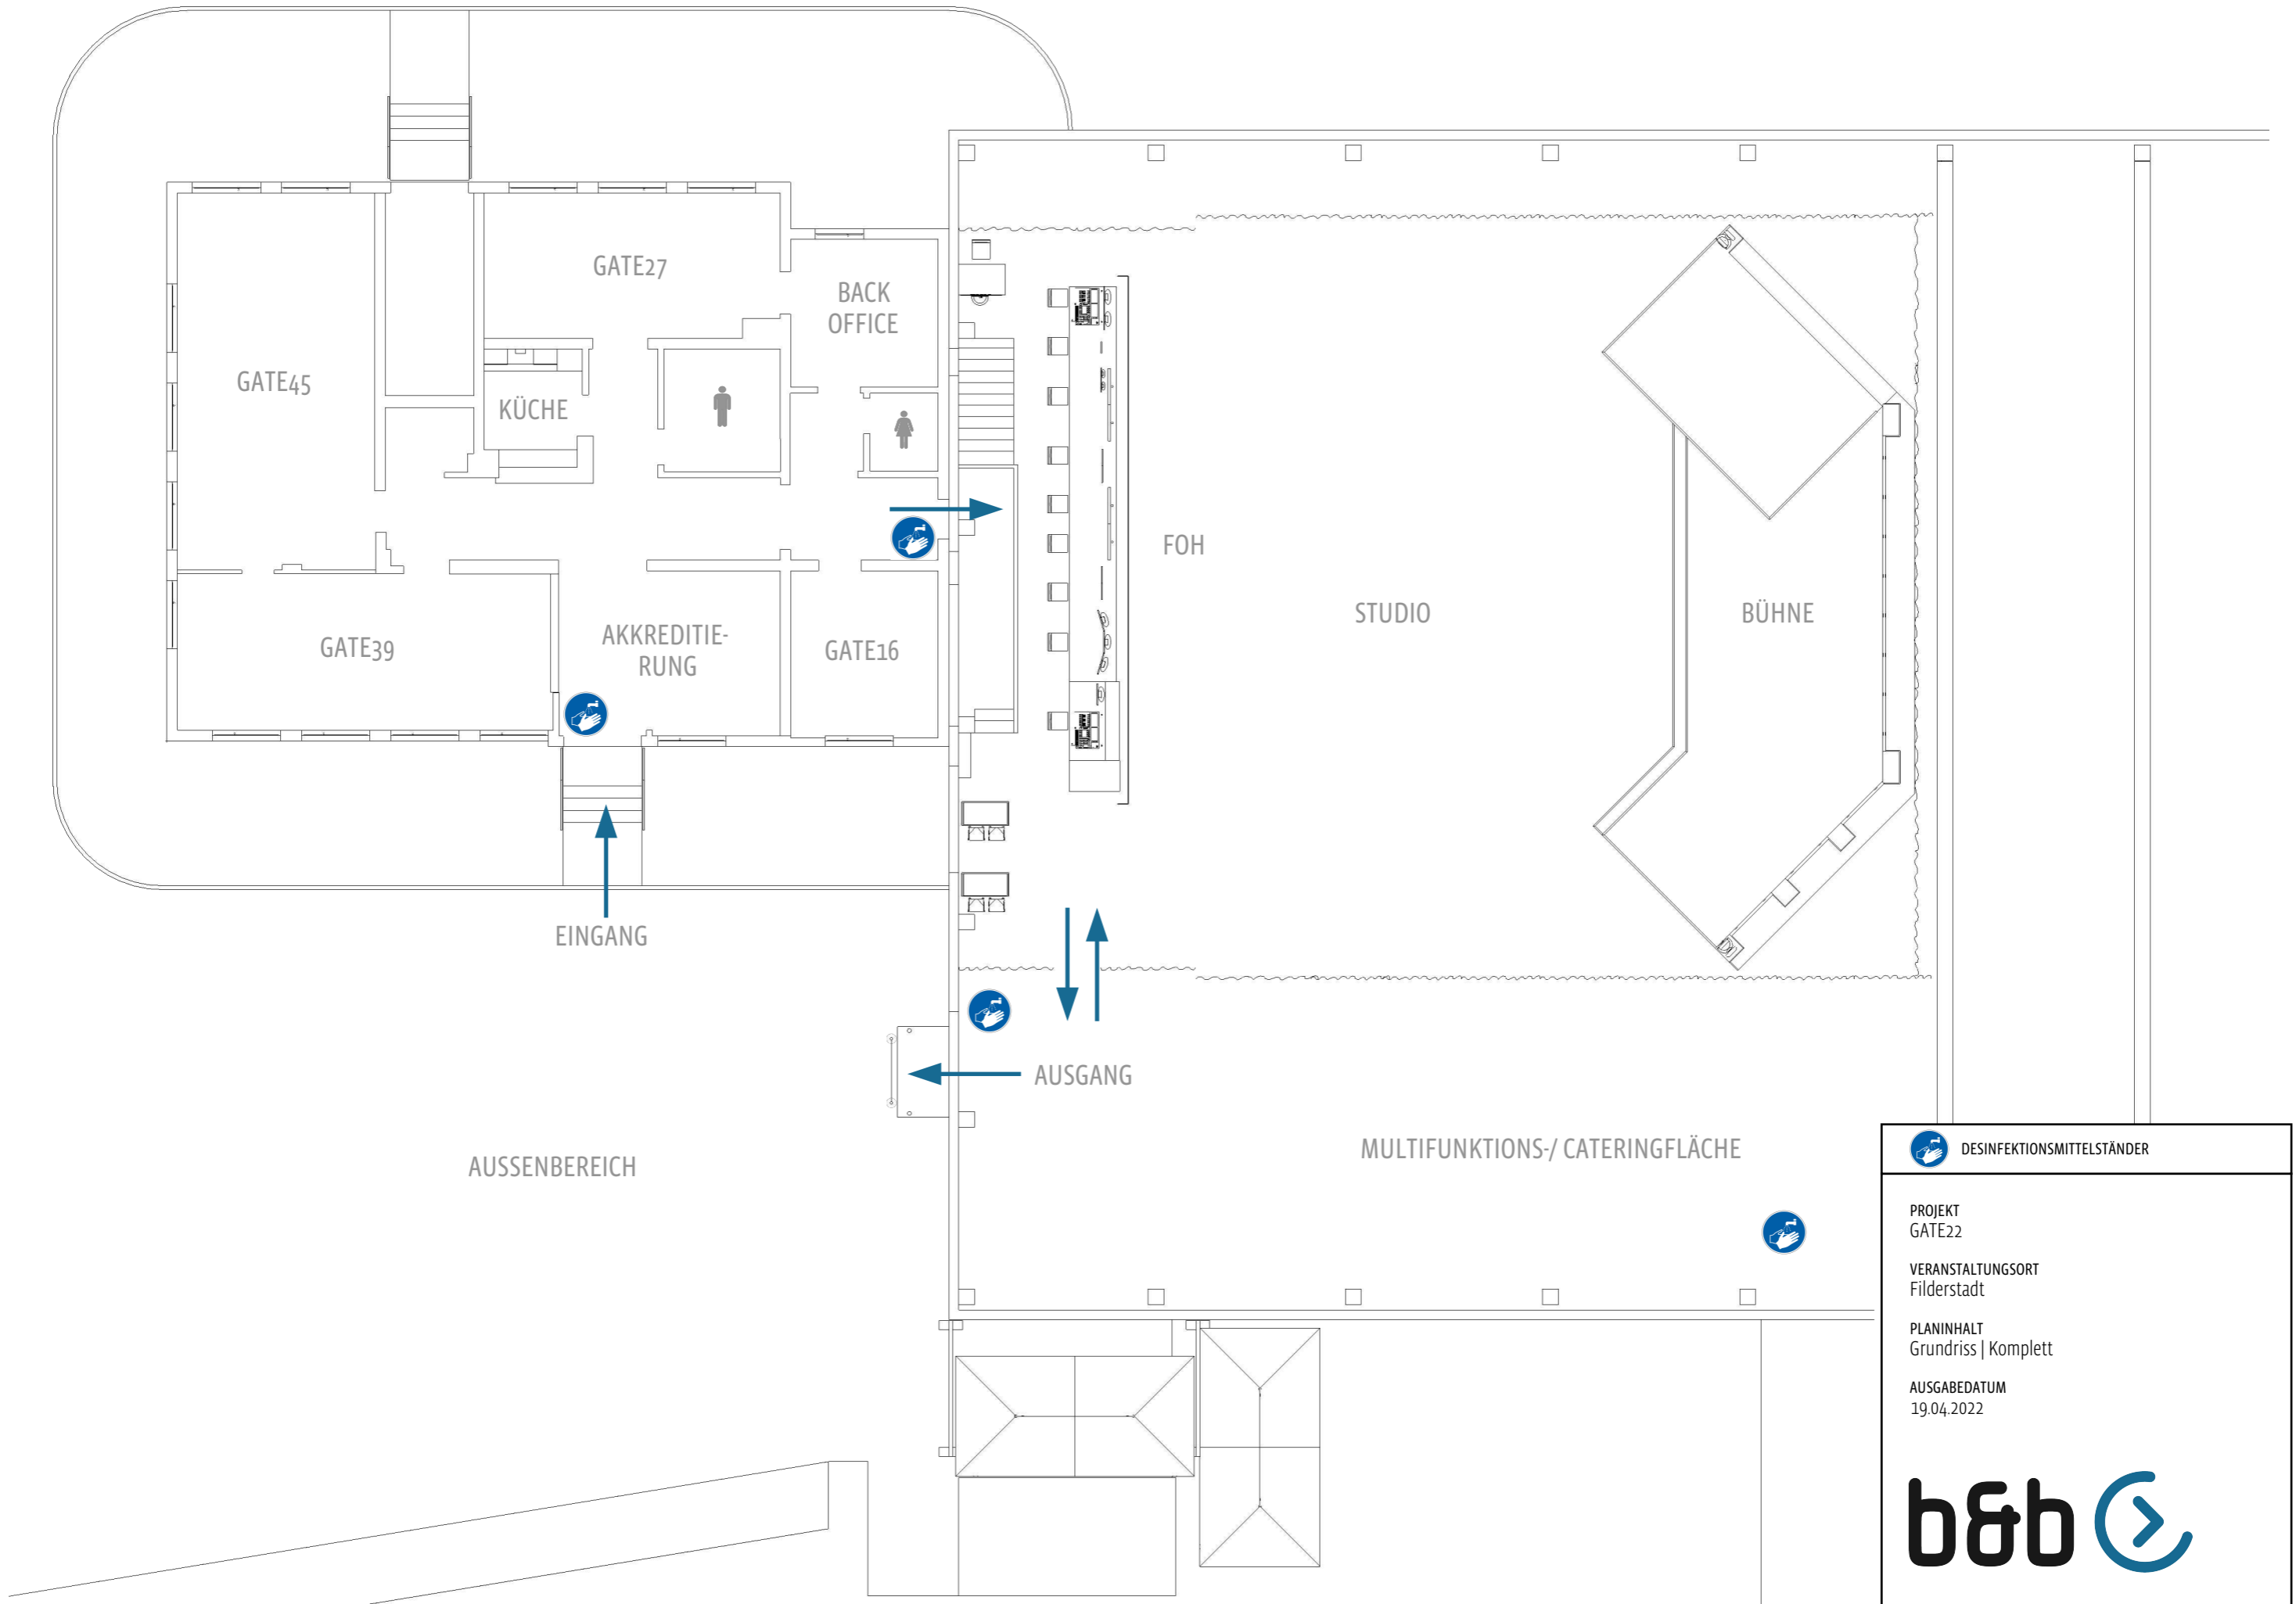 GATE27
BACK
OFFICE
GATE45
KÜCHE
FOH
STUDIO
BÜHNE
GATE39
AKKREDITIE-
RUNG
GATE16
EINGANG
AUSGANG
AUSSENBEREICH
MULTIFUNKTIONS-/ CATERINGFLÄCHE
DESINFEKTIONSMITTELSTÄNDER
PROJEKT
GATE22
VERANSTALTUNGSORT
Filderstadt
PLANINHALT
Grundriss | Komplett
AUSGABEDATUM
19.04.2022
b&b